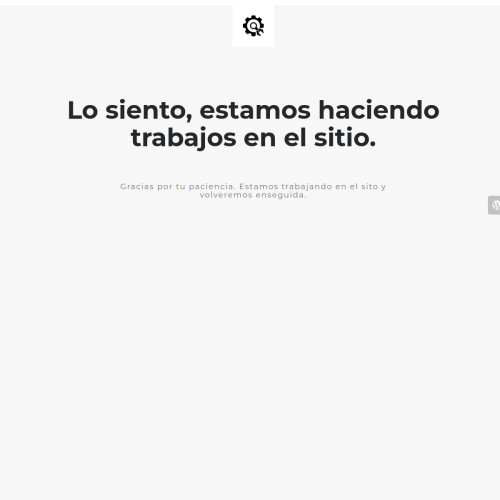 Lo siento, estamos haciendo
trabajos en el sitio.
Gracias por tu paciencia. Estamos trabajando en el sito y
volveremos enseguida.